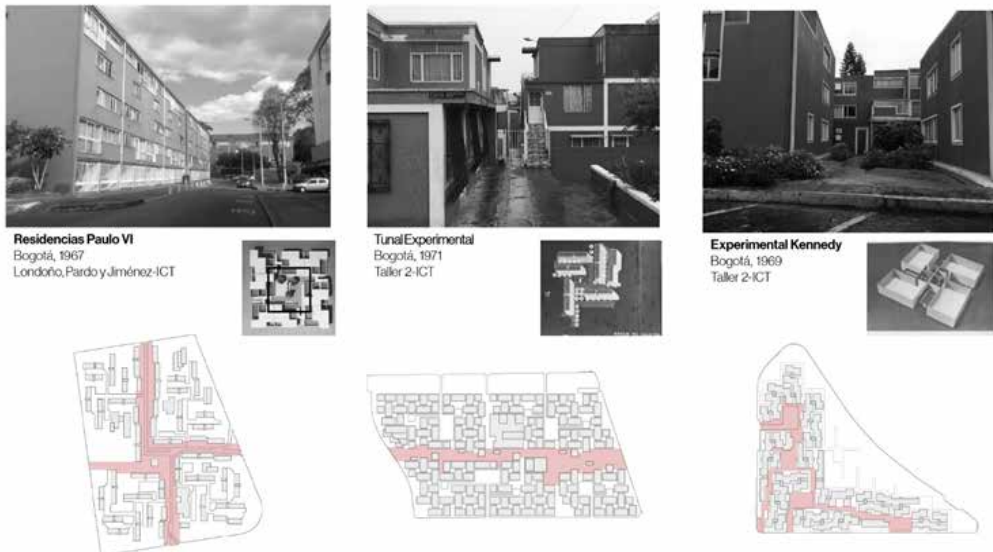 Residencias Paulo VI
Bogotá, 1967
Londoño, Pardo y Jiménez-ICT
Tunal Experimental
Bogotá, 1971
Taller 2-ICT
Experimental Kennedy
Bogotá, 1969
Taller 2-ICT